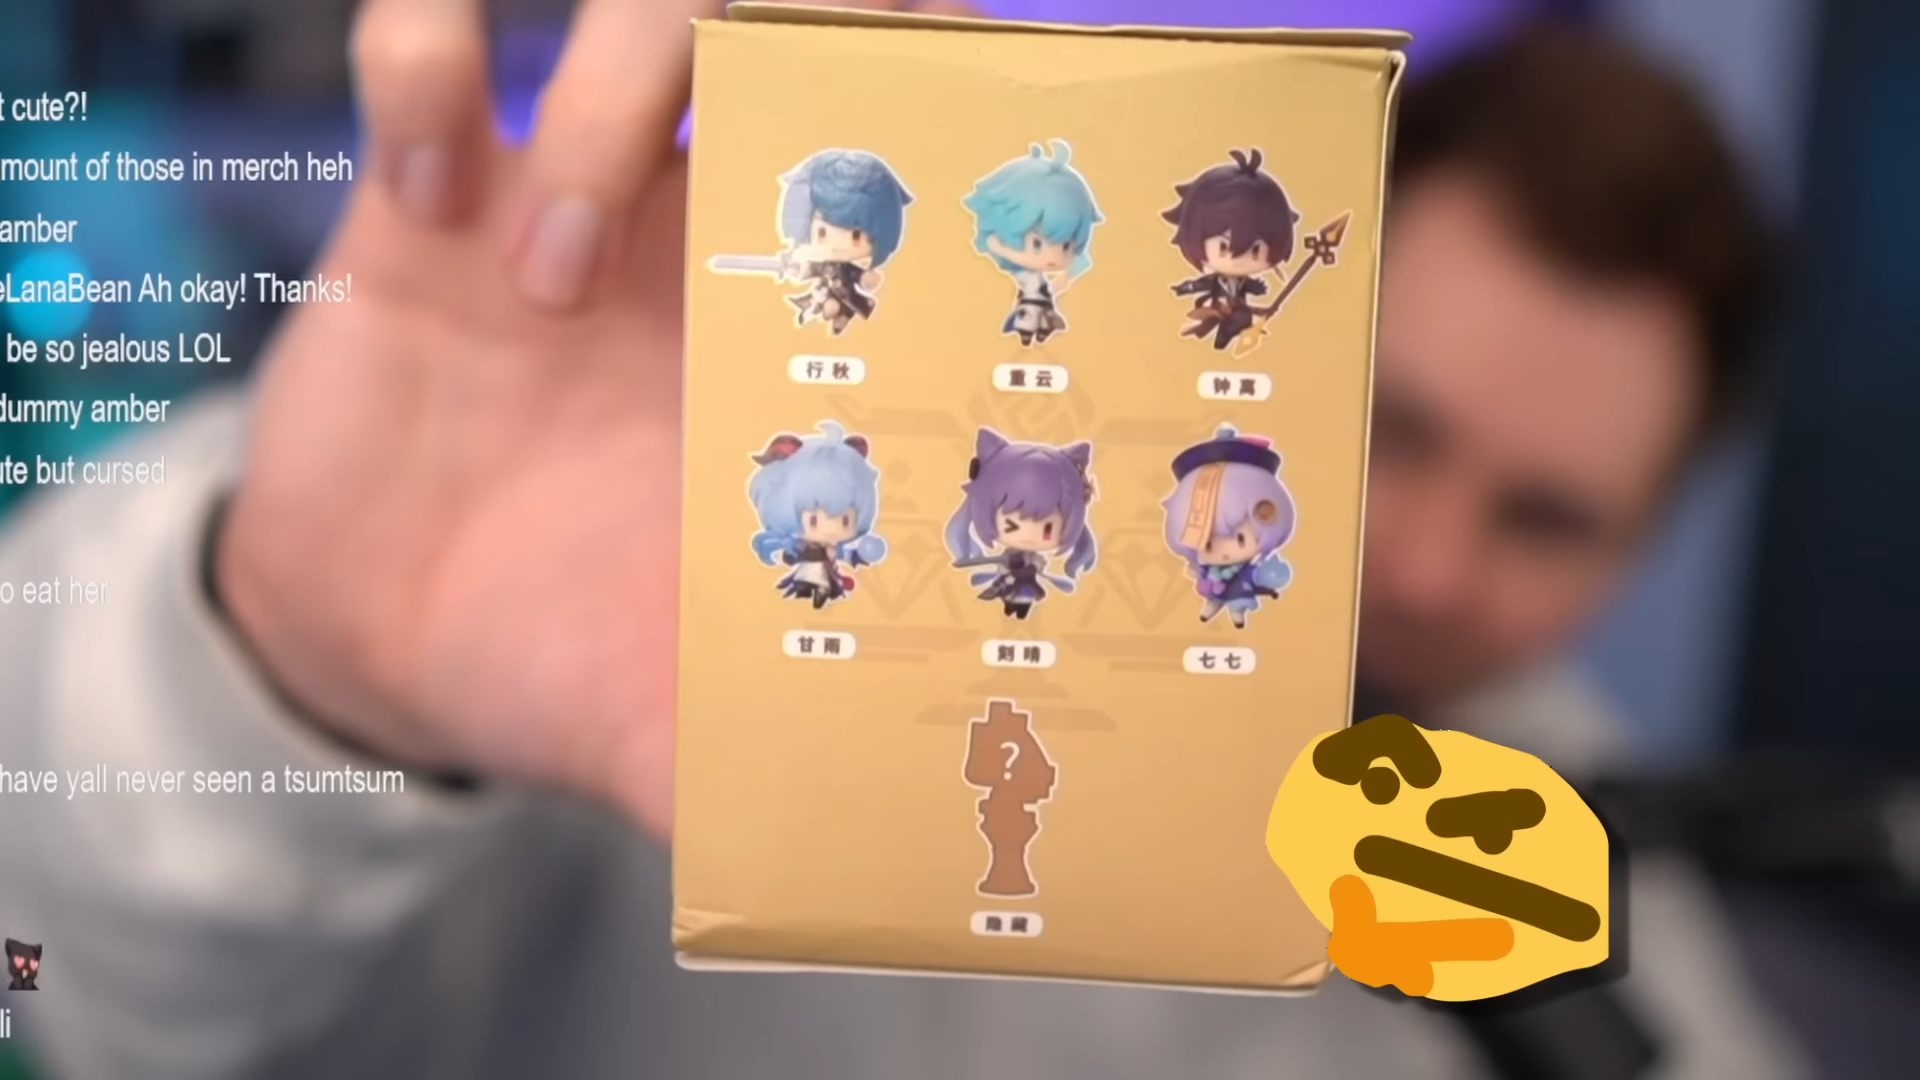 t cute?!
mount of those in merch heh
amber
eLanaBean Ah okay! Thanks!
be so jealous LOL
dummy amber
ute but cursed
o eat her
have yall never seen a tsumtsum
li
行秋
重云
钟离
甘雨
刻晴
七七
?
隐藏